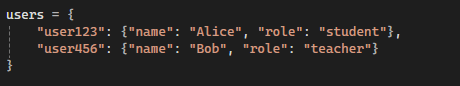 users = {
    "user123": {"name": "Alice", "role": "student"},
    "user456": {"name": "Bob", "role": "teacher"}
}